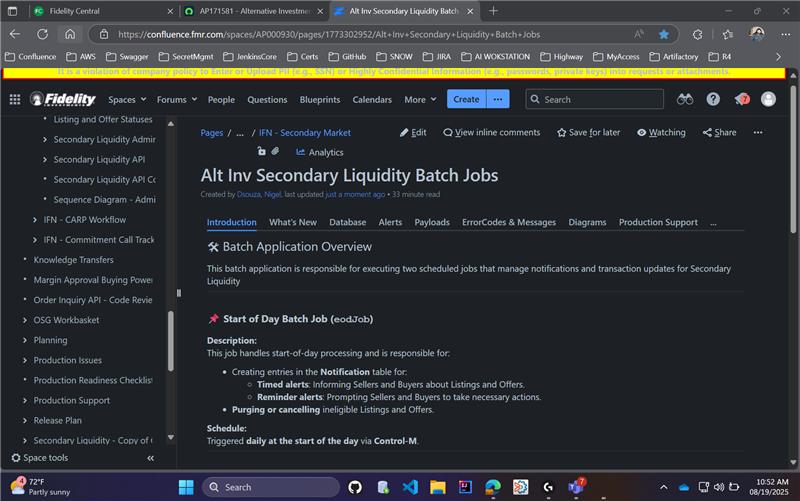 Fidelity Central
AP171581 - Alternative Investmen
Alt Inv Secondary Liquidity Batch
https://confluence.fmr.com/spaces/AP000930/pages/1773302952/Alt+Inv+Secondary+Liquidity+Batch+Jobs
Confluence
AWS
Swagger
SecretMgmt
JenkinsCore
Certs
GitHub
SNOW
JIRA
AI WOKSTATION
Highway
MyAccess
Artifactory
R4
It is a violation of company policy to Enter or Upload PII (e.g., SSN) or Highly Confidential Information (e.g., passwords, private keys) into requests or attachments.
Fidelity
Spaces
Forums
People
Questions
Blueprints
Calendars
More
Create
Search
Listing and Offer Statuses
Secondary Liquidity Admin
Secondary Liquidity API
Secondary Liquidity API Co
Sequence Diagram - Admi
IFN - CARP Workflow
IFN - Commitment Call Track
Knowledge Transfers
Margin Approval Buying Power
Order Inquiry API - Code Revie
OSG Workbasket
Planning
Production Issues
Production Readiness Checklist
Production Support
Release Plan
Secondary Liquidity - Copy of
Space tools
Pages / ... / IFN - Secondary Market
Edit
View inline comments
Save for later
Watching
Share
Analytics
Alt Inv Secondary Liquidity Batch Jobs
Created by Dsouza, Nigel, last updated just a moment ago • 33 minute read
Introduction
What's New
Database
Alerts
Payloads
ErrorCodes & Messages
Diagrams
Production Support
...
Batch Application Overview
This batch application is responsible for executing two scheduled jobs that manage notifications and transaction updates for Secondary
Liquidity
Start of Day Batch Job (eodJob)
Description:
This job handles start-of-day processing and is responsible for:
• Creating entries in the Notification table for:
Timed alerts: Informing Sellers and Buyers about Listings and Offers.
Reminder alerts: Prompting Sellers and Buyers to take necessary actions.
• Purging or cancelling ineligible Listings and Offers.
Schedule:
Triggered daily at the start of the day via Control-M.
4
72°F
Partly sunny
Search
7
10:52 AM
08/19/2025